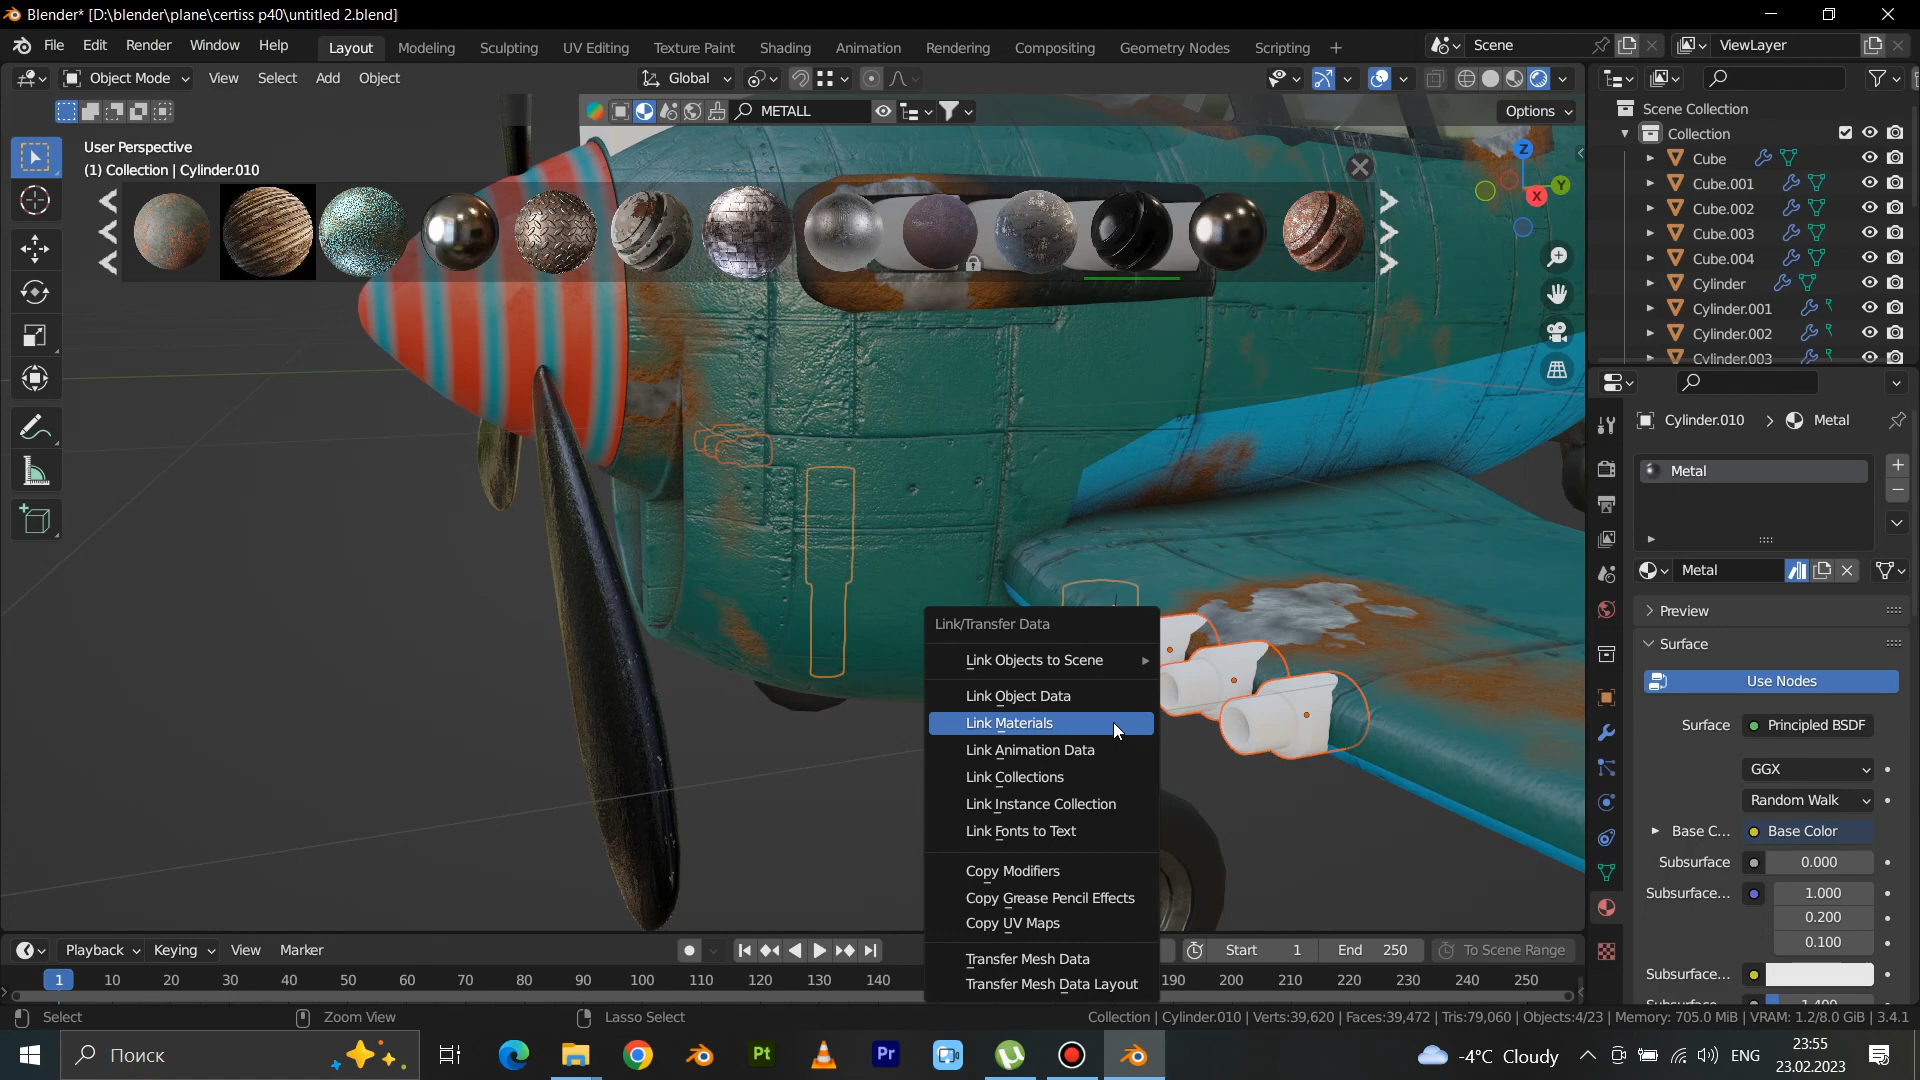 Blender* [D:\blender\plane\certiss p40\untitled 2.blend]
File Edit Render Window Help
Layout Modeling Sculpting UV Editing Texture Paint Shading Animation Rendering Compositing Geometry Nodes Scripting
Scene
ViewLayer
Object Mode View Select Add Object
Global
METALL
Options
User Perspective
(1) Collection | Cylinder.010
Z
Y
X
Scene Collection
Collection
Cube
Cube.001
Cube.002
Cube.003
Cube.004
Cylinder
Cylinder.001
Cylinder.002
Cylinder.003
Cylinder.010 > Metal
Metal
Metal
Preview
Surface
Use Nodes
Surface Principled BSDF
GGX
Random Walk
Base C... Base Color
Subsurface 0.000
Subsurface... 1.000
0.200
0.100
Subsurface...
Subsurface 1.400
Link/Transfer Data
Link Objects to Scene
Link Object Data
Link Materials
Link Animation Data
Link Collections
Link Instance Collection
Link Fonts to Text
Copy Modifiers
Copy Grease Pencil Effects
Copy UV Maps
Transfer Mesh Data
Transfer Mesh Data Layout
Playback Keying View Marker
Start 1 End 250 To Scene Range
1 10 20 30 40 50 60 70 80 90 100 110 120 130 140 190 200 210 220 230 240 250
Select Zoom View Lasso Select
Collection | Cylinder.010 | Verts:39,620 | Faces:39,472 | Tris:79,060 | Objects:4/23 | Memory: 705.0 MiB | VRAM: 1.2/8.0 GiB | 3.4.1
Поиск
Pt
Pr
-4°C Cloudy
ENG
23:55
23.02.2023